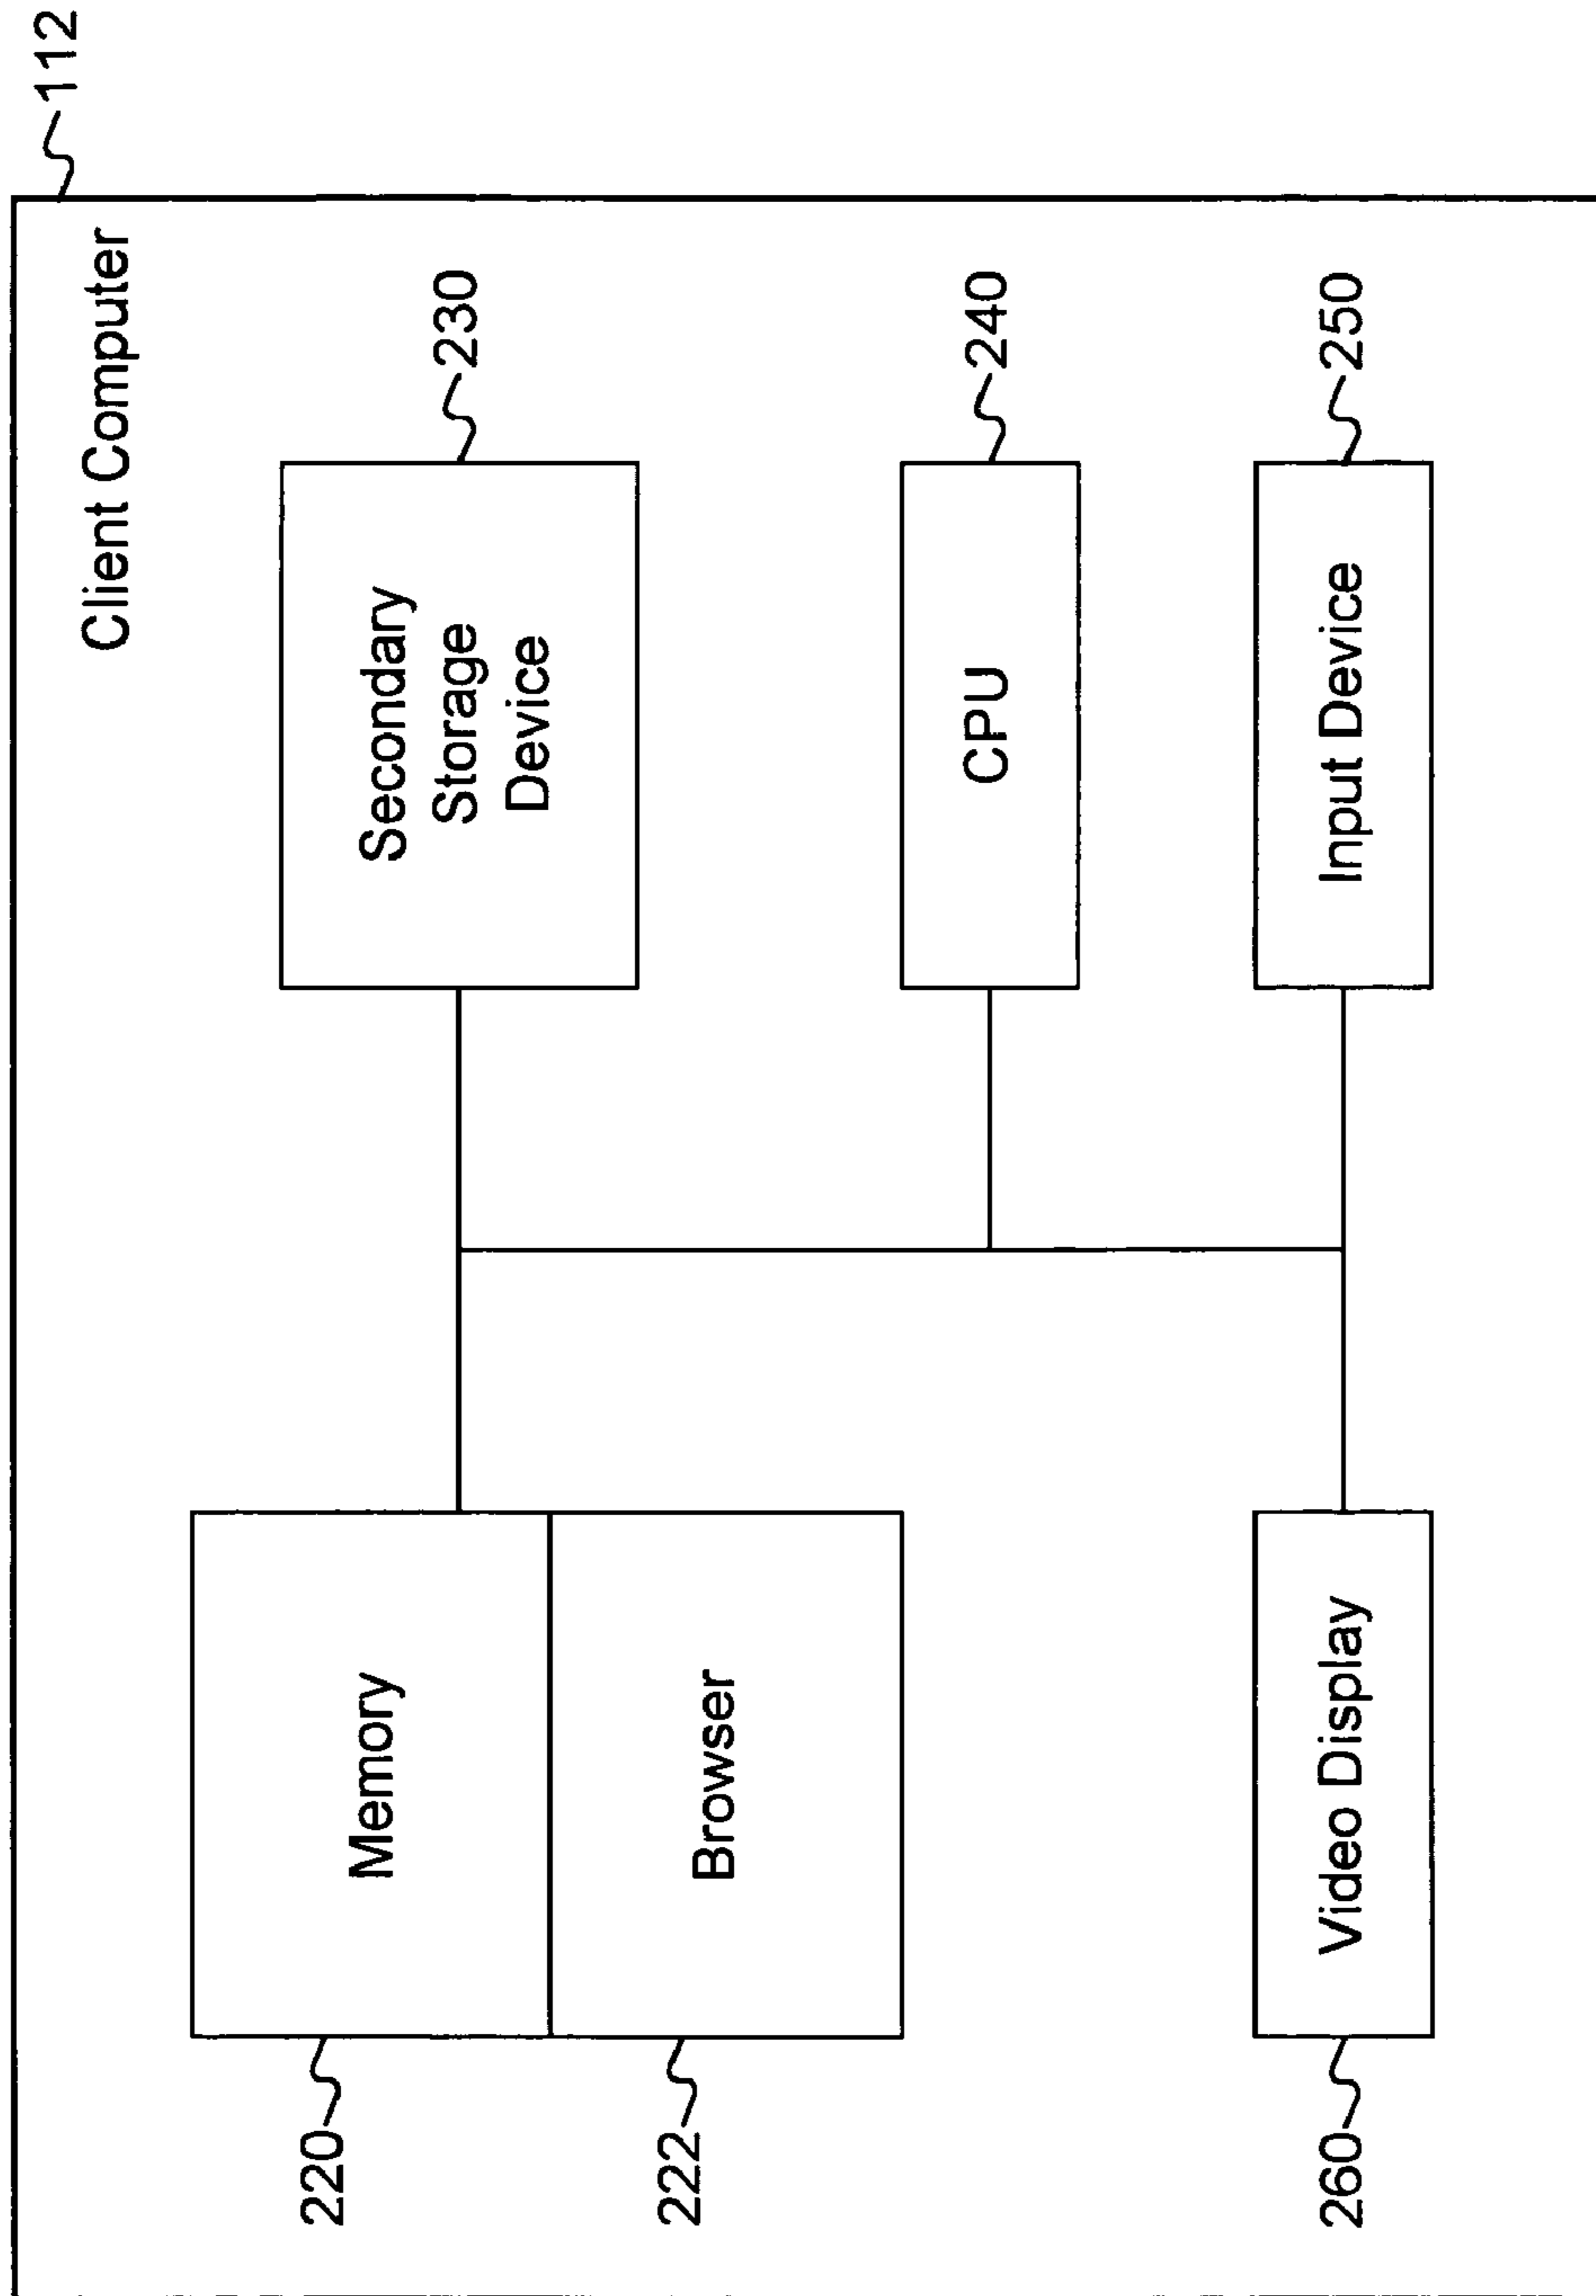 112
Client Computer
220
Memory
Secondary
Storage
Device
230
222
Browser
CPU
240
260
Video Display
Input Device
250